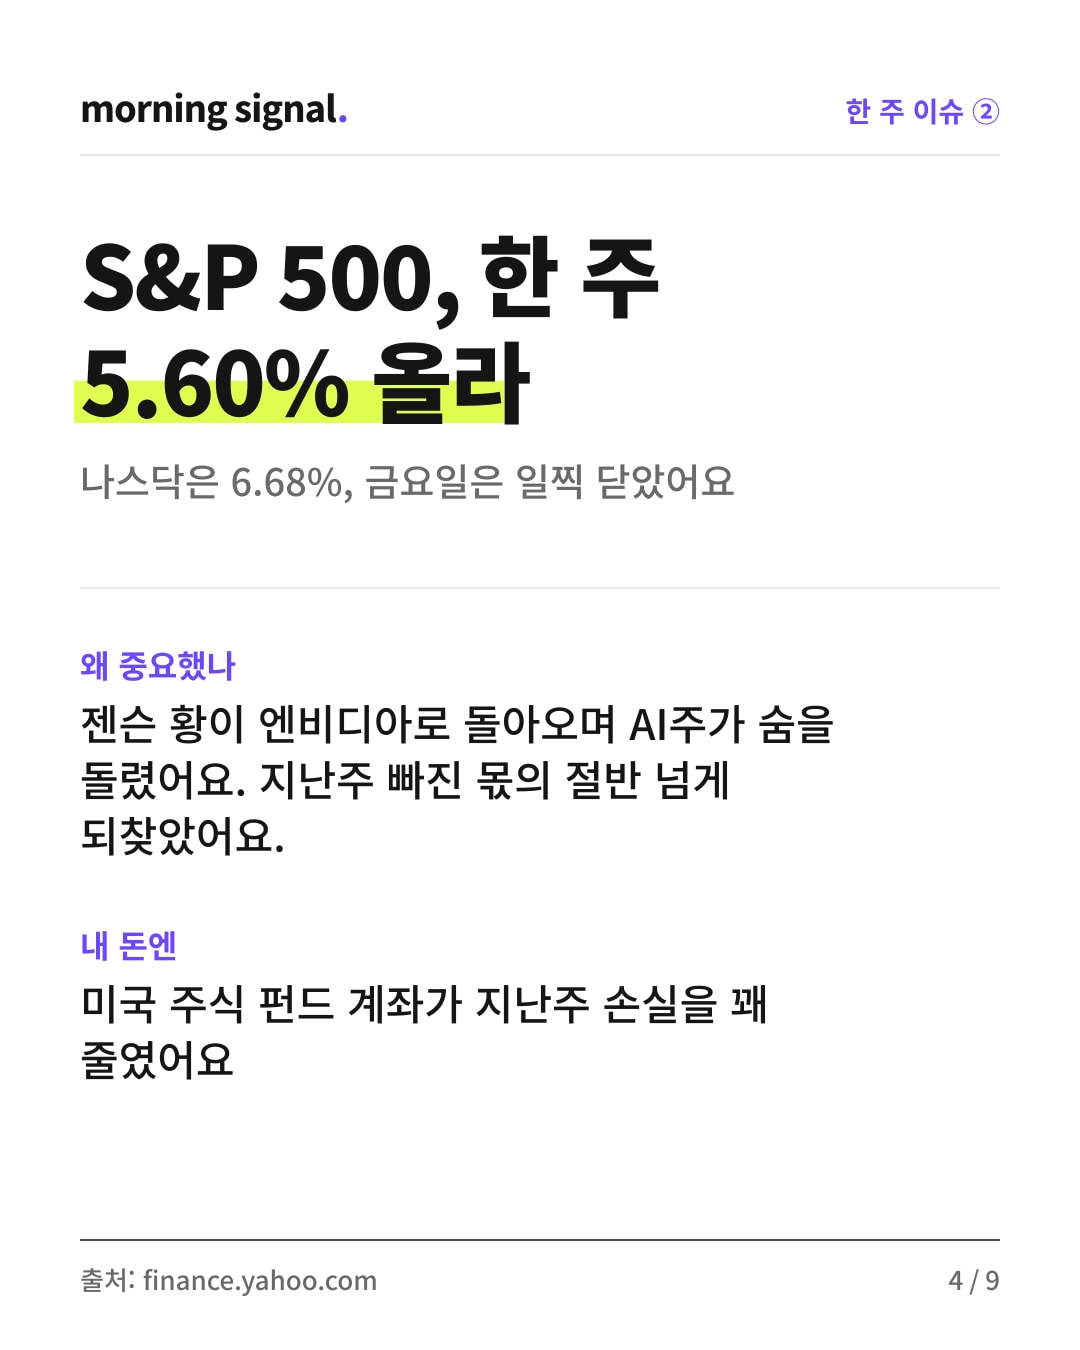 morning signal.
한 주 이슈 ②
S&P 500, 한 주
5.60% 올라
나스닥은 6.68%, 금요일은 일찍 닫았어요
왜 중요했나
젠슨 황이 엔비디아로 돌아오며 AI주가 숨을
돌렸어요. 지난주 빠진 몫의 절반 넘게
되찾았어요.
내 돈엔
미국 주식 펀드 계좌가 지난주 손실을 꽤
줄였어요
출처: finance.yahoo.com
4 / 9